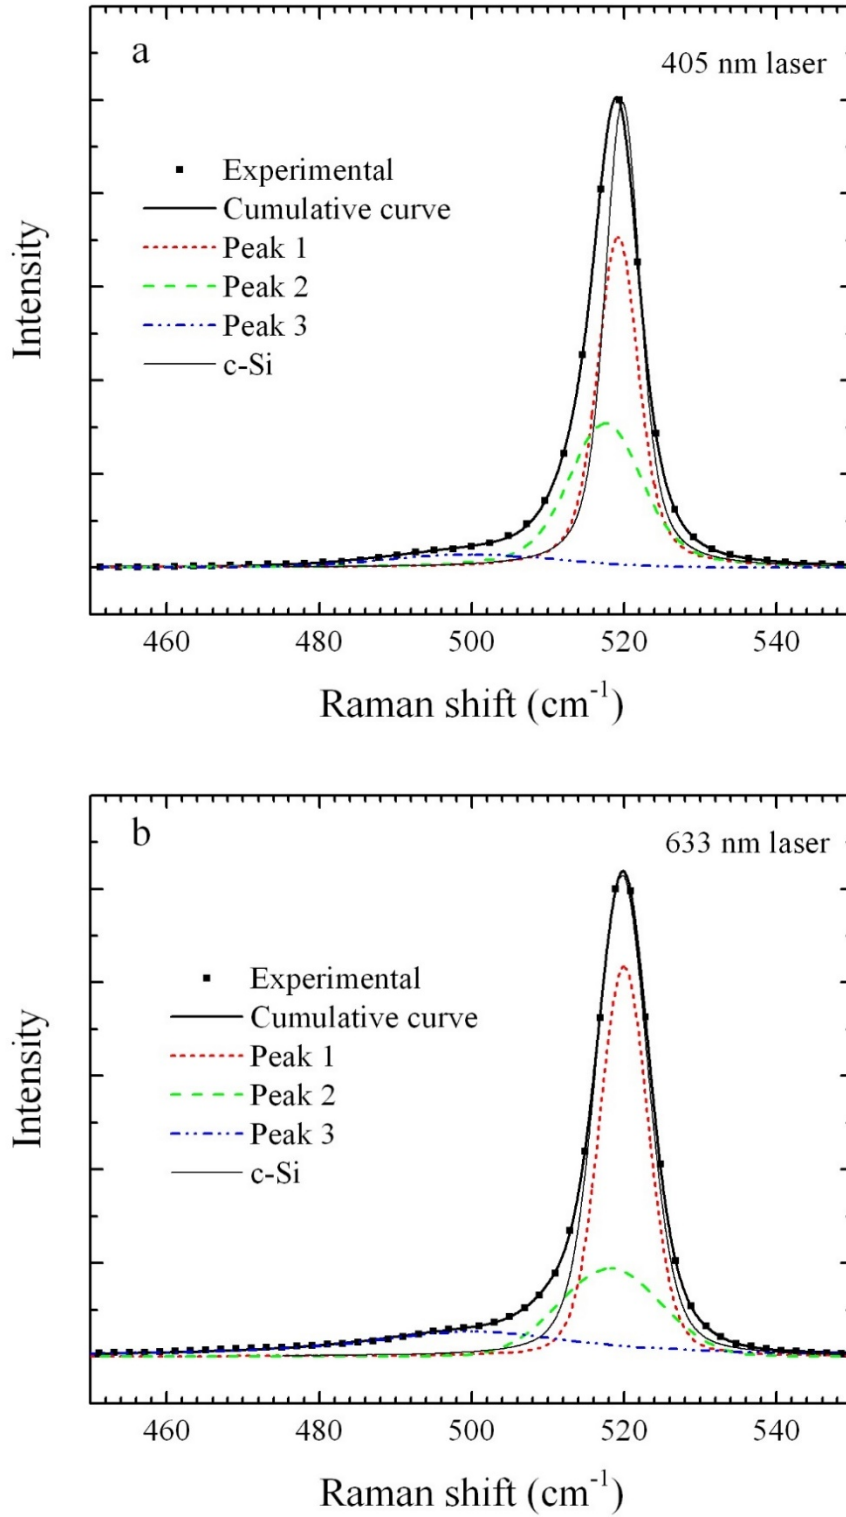 a
405 nm laser
Experimental
Cumulative curve
Peak 1
Peak 2
Peak 3
c-Si
Intensity
460 480 500 520 540
Raman shift (cm⁻¹)
b
633 nm laser
Experimental
Cumulative curve
Peak 1
Peak 2
Peak 3
c-Si
Intensity
460 480 500 520 540
Raman shift (cm⁻¹)